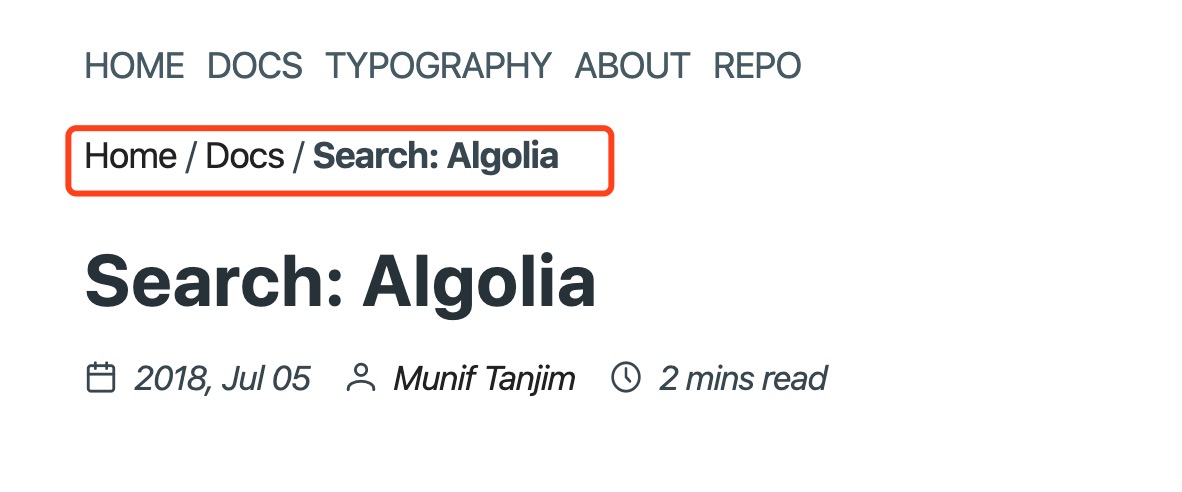 HOME DOCS TYPOGRAPHY ABOUT REPO
Home / Docs / Search: Algolia
Search: Algolia
2018, Jul 05 Munif Tanjim 2 mins read